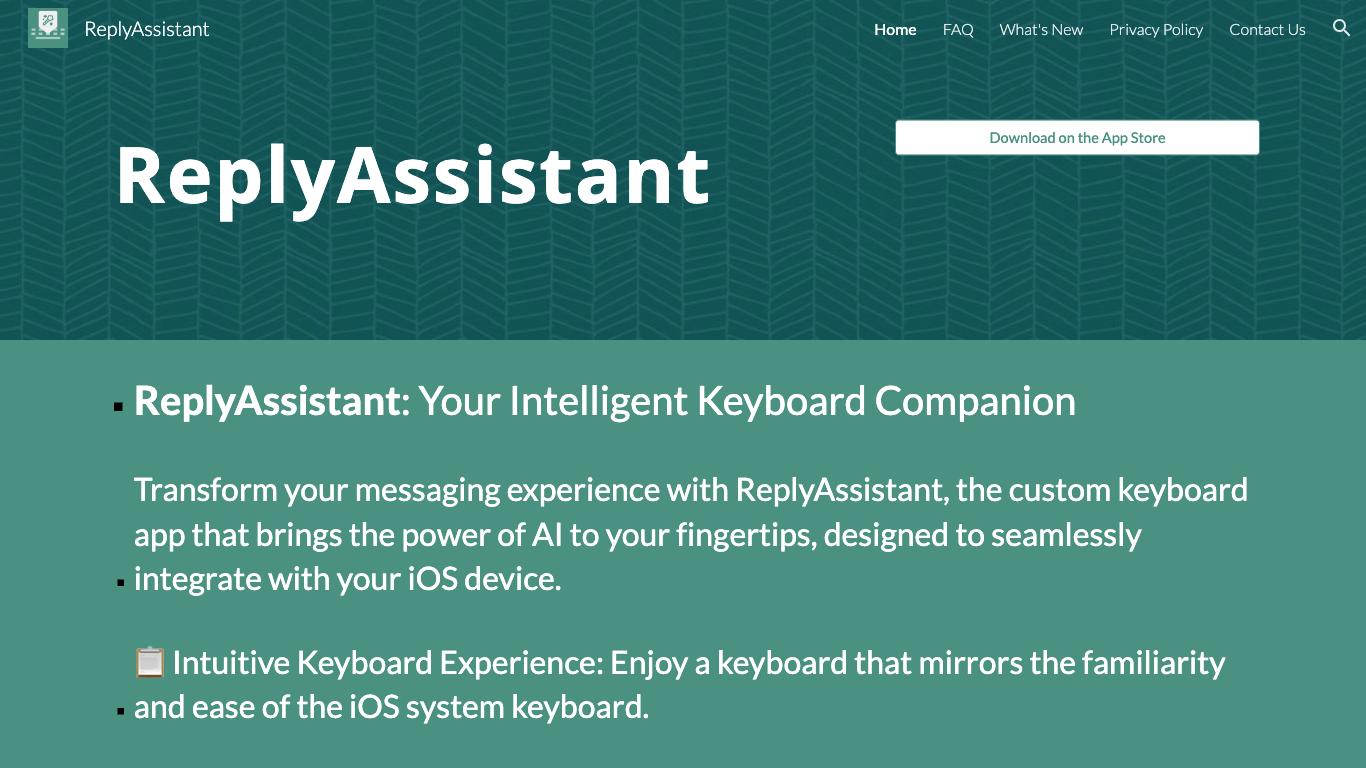 ReplyAssistant
Home FAQ What's New Privacy Policy Contact Us
Download on the App Store
ReplyAssistant
ReplyAssistant: Your Intelligent Keyboard Companion
Transform your messaging experience with ReplyAssistant, the custom keyboard
app that brings the power of AI to your fingertips, designed to seamlessly
integrate with your iOS device.
📋 Intuitive Keyboard Experience: Enjoy a keyboard that mirrors the familiarity
and ease of the iOS system keyboard.